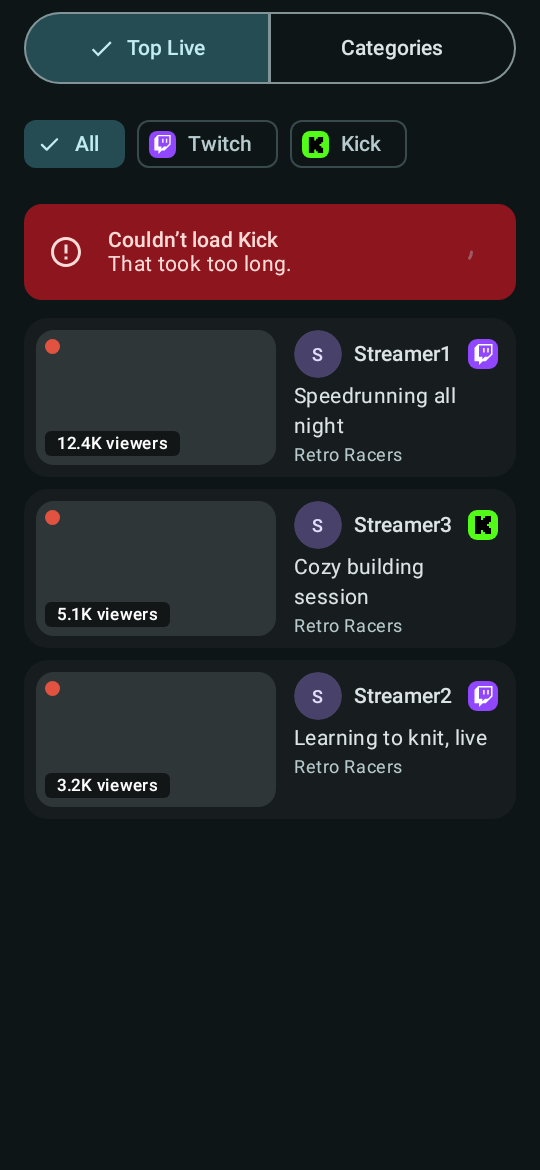 Top Live
Categories
All
Twitch
Kick
Couldn’t load Kick
That took too long.
12.4K viewers
S
Streamer1
Speedrunning all
night
Retro Racers
5.1K viewers
S
Streamer3
Cozy building
session
Retro Racers
3.2K viewers
S
Streamer2
Learning to knit, live
Retro Racers